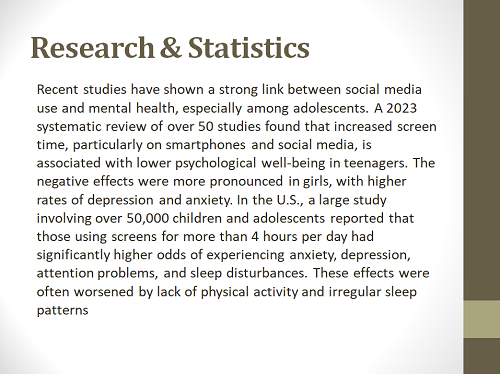 Research & Statistics
Recent studies have shown a strong link between social media
use and mental health, especially among adolescents. A 2023
systematic review of over 50 studies found that increased screen
time, particularly on smartphones and social media, is
associated with lower psychological well-being in teenagers. The
negative effects were more pronounced in girls, with higher
rates of depression and anxiety. In the U.S., a large study
involving over 50,000 children and adolescents reported that
those using screens for more than 4 hours per day had
significantly higher odds of experiencing anxiety, depression,
attention problems, and sleep disturbances. These effects were
often worsened by lack of physical activity and irregular sleep
patterns